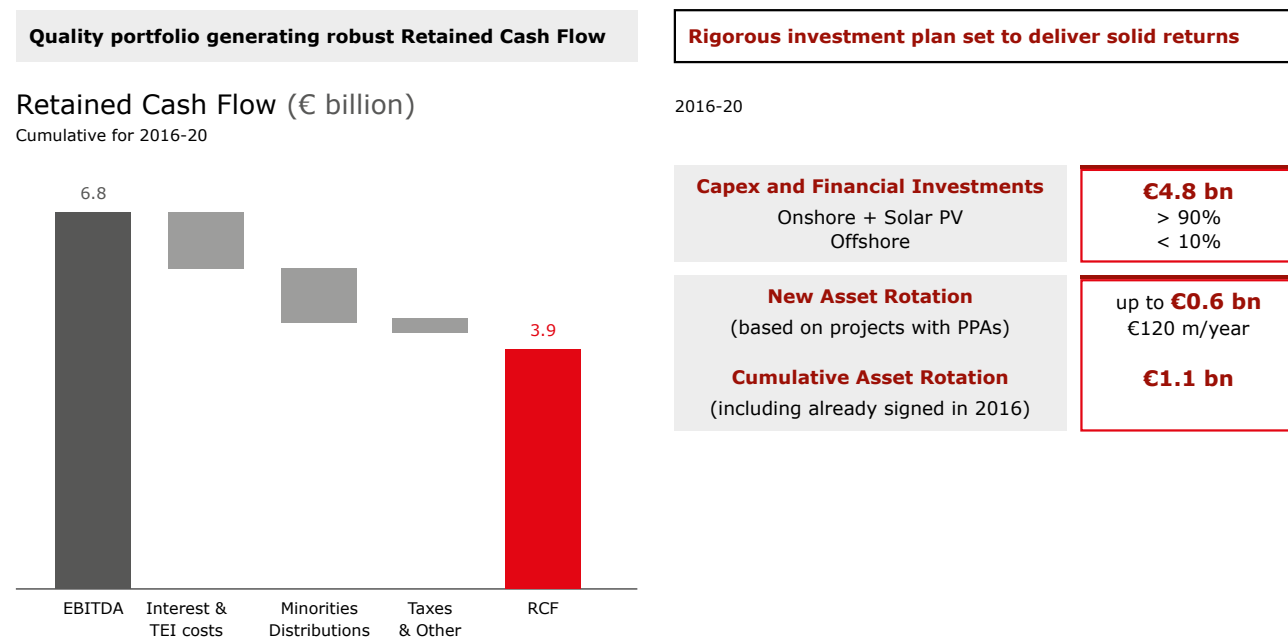 Quality portfolio generating robust Retained Cash Flow
Retained Cash Flow (€ billion)
Cumulative for 2016-20
6.8
3.9
EBITDA
Interest &
TEI costs
Minorities
Distributions
Taxes
& Other
RCF
Rigorous investment plan set to deliver solid returns
2016-20
Capex and Financial Investments
€4.8 bn
Onshore + Solar PV
> 90%
Offshore
< 10%
New Asset Rotation
up to €0.6 bn
(based on projects with PPAs)
€120 m/year
Cumulative Asset Rotation
€1.1 bn
(including already signed in 2016)